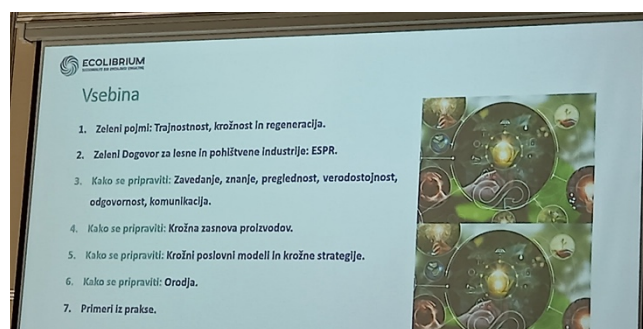 ECOLIBRIUM
Vsebina
1. Zeleni pojmi: Trajnostnost, krožnost in regeneracija.
2. Zeleni Dogovor za lesne in pohištvene industrije: ESPR.
3. Kako se pripraviti: Zavedanje, znanje, preglednost, verodostojnost,
odgovornost, komunikacija.
4. Kako se pripraviti: Krožna zasnova proizvodov.
5. Kako se pripraviti: Krožni poslovni modeli in krožne strategije.
6. Kako se pripraviti: Orodja.
7. Primeri iz prakse.